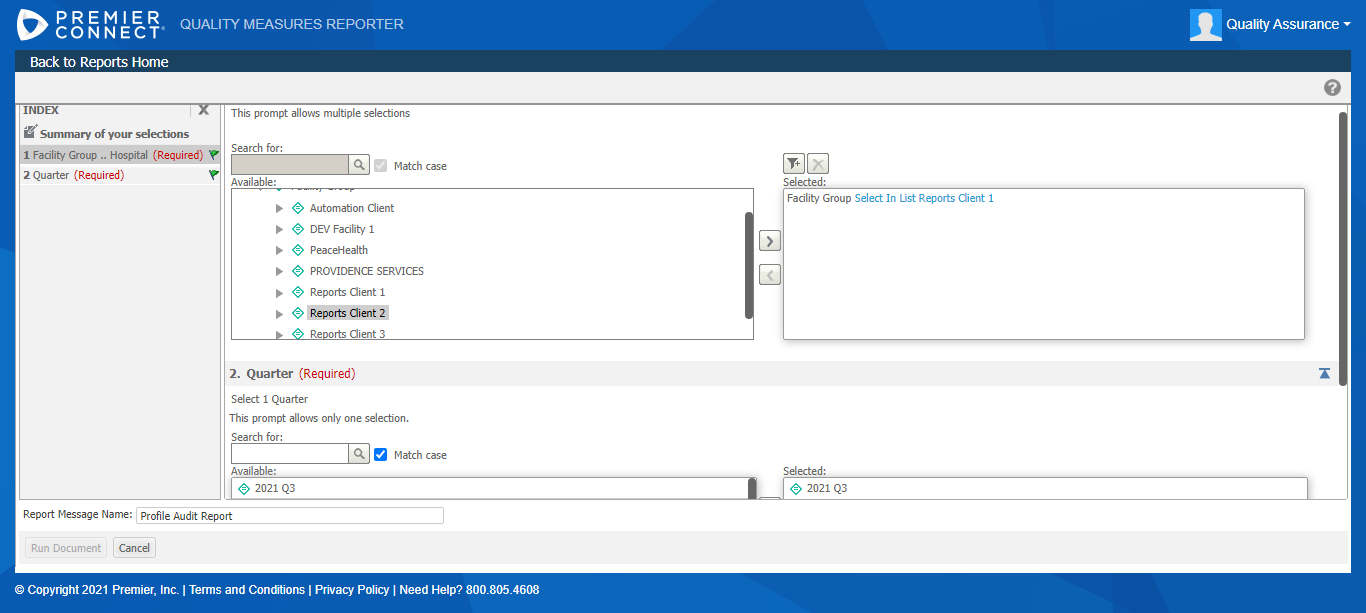 PREMIER CONNECT
QUALITY MEASURES REPORTER
Quality Assurance
Back to Reports Home
?
INDEX
X
Summary of your selections
1 Facility Group .. Hospital (Required)
2 Quarter (Required)
This prompt allows multiple selections
Search for:
Match case
Available:
Facility Group
Automation Client
DEV Facility 1
PeaceHealth
PROVIDENCE SERVICES
Reports Client 1
Reports Client 2
Reports Client 3
Selected:
Facility Group Select In List Reports Client 1
2. Quarter (Required)
Select 1 Quarter
This prompt allows only one selection.
Search for:
Match case
Available:
2021 Q3
Selected:
2021 Q3
Report Message Name: Profile Audit Report
Run Document Cancel
© Copyright 2021 Premier, Inc. | Terms and Conditions | Privacy Policy | Need Help? 800.805.4608